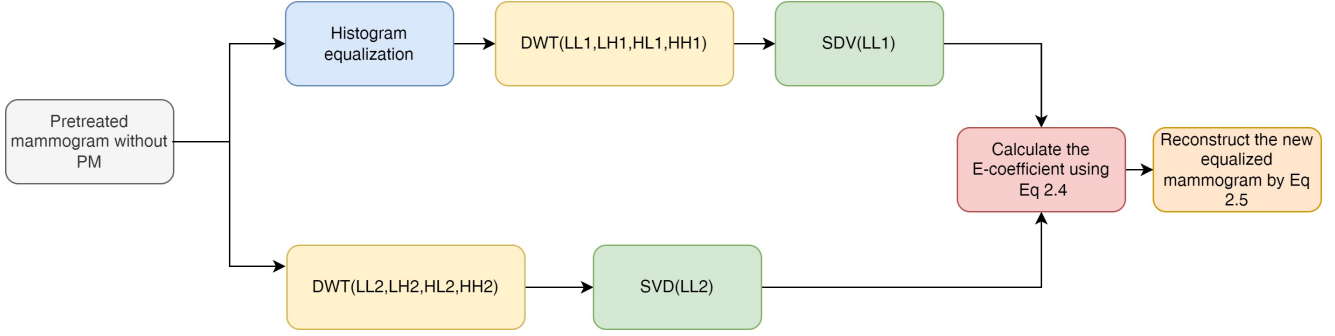 Histogram
equalization
DWT(LL1,LH1,HL1,HH1)
SDV(LL1)
Pretreated
mammogram without
PM
Calculate the
E-coefficient using
Eq 2.4
Reconstruct the new
equalized
mammogram by Eq
2.5
DWT(LL2,LH2,HL2,HH2)
SVD(LL2)